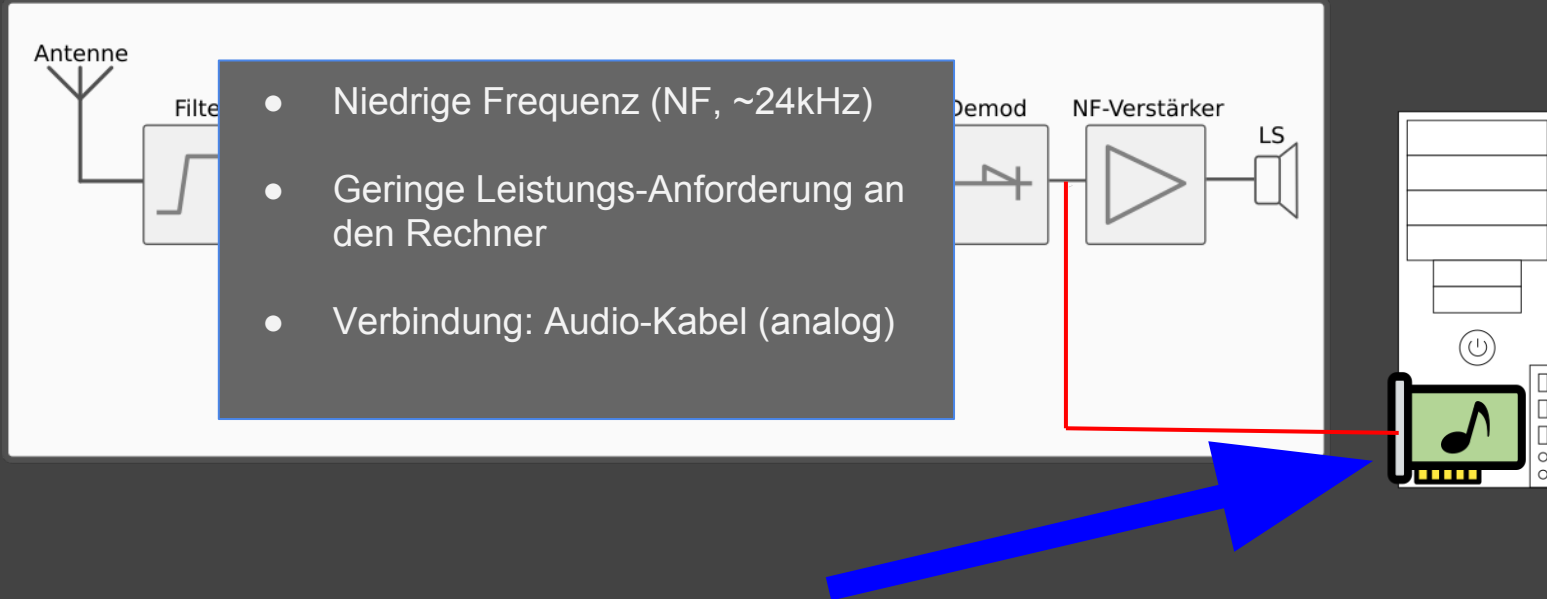 Antenne
Filte
Demod
NF-Verstärker
LS
● Niedrige Frequenz (NF, ~24kHz)
● Geringe Leistungs-Anforderung an
den Rechner
● Verbindung: Audio-Kabel (analog)